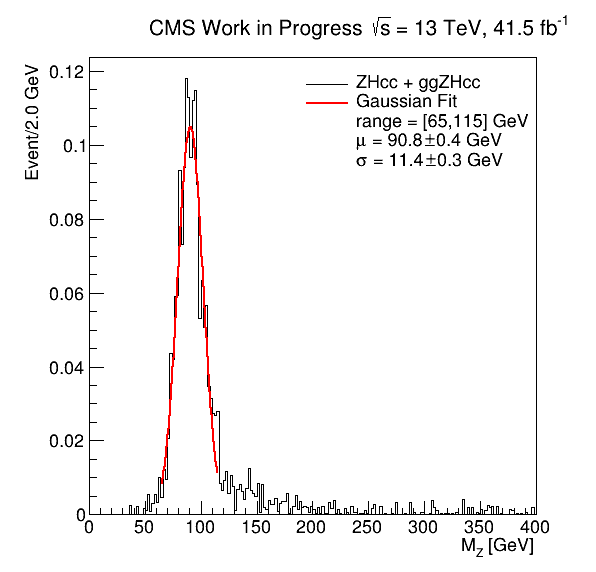 CMS Work in Progress √s = 13 TeV, 41.5 fb⁻¹
Event/2.0 GeV
ZHcc + ggZHcc
Gaussian Fit
range = [65,115] GeV
μ = 90.8±0.4 GeV
σ = 11.4±0.3 GeV
0.12
0.1
0.08
0.06
0.04
0.02
0
0 50 100 150 200 250 300 350 400
M_Z [GeV]